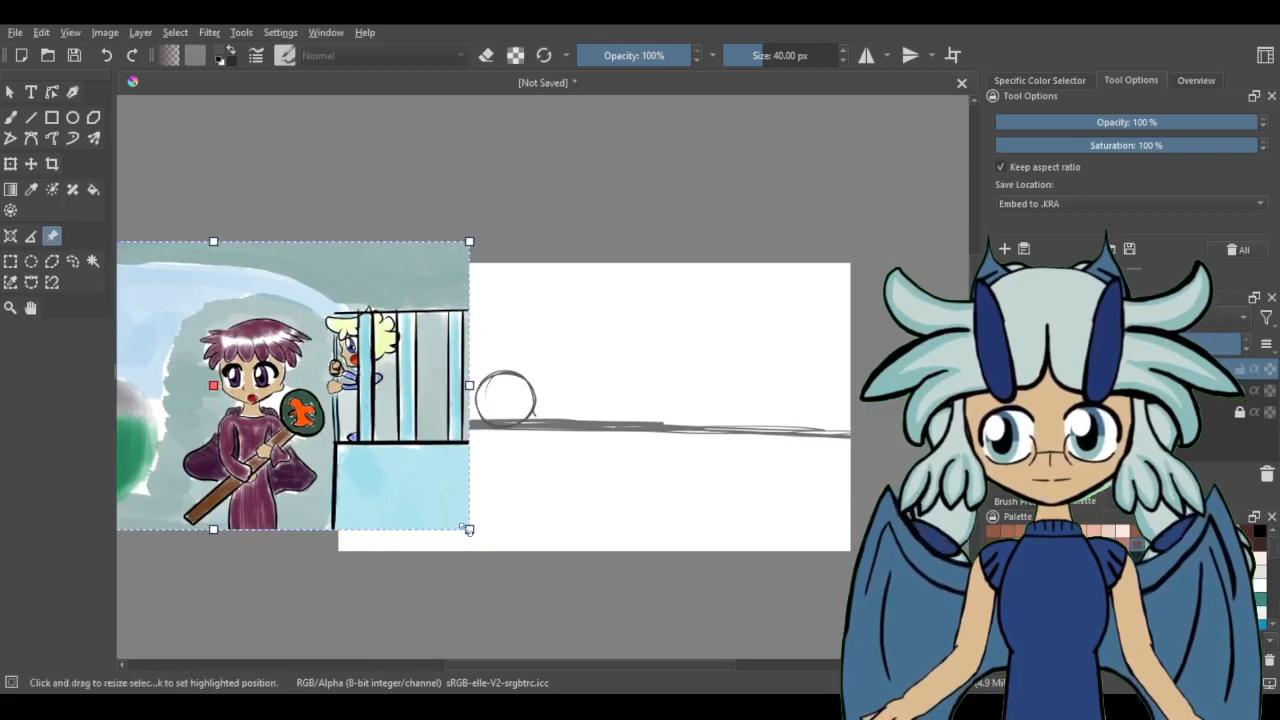 File Edit View Image Layer Select Filter Tools Settings Window Help
Normal Opacity: 100% Size: 40.00 px
[Not Saved] *
Specific Color Selector Tool Options Overview
Tool Options
Opacity: 100 %
Saturation: 100 %
Keep aspect ratio
Save Location:
Embed to .KRA
All
Palette
Click and drag to resize selec...k to set highlighted position. RGB/Alpha (8-bit integer/channel) sRGB-elle-V2-srgbtrc.icc